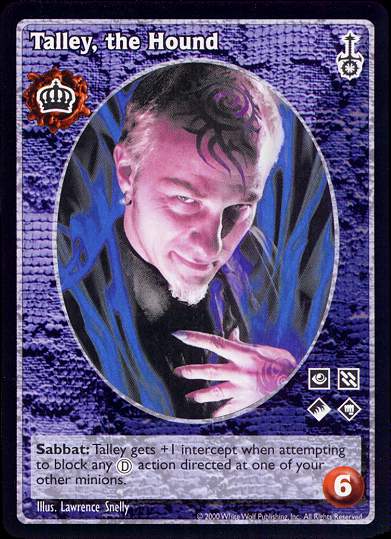 Talley, the Hound
Sabbat: Talley gets +1 intercept when attempting
to block any D action directed at one of your
other minions.
6
Illus. Lawrence Snelly
© 2000 White Wolf Publishing, Inc. All Rights Reserved.